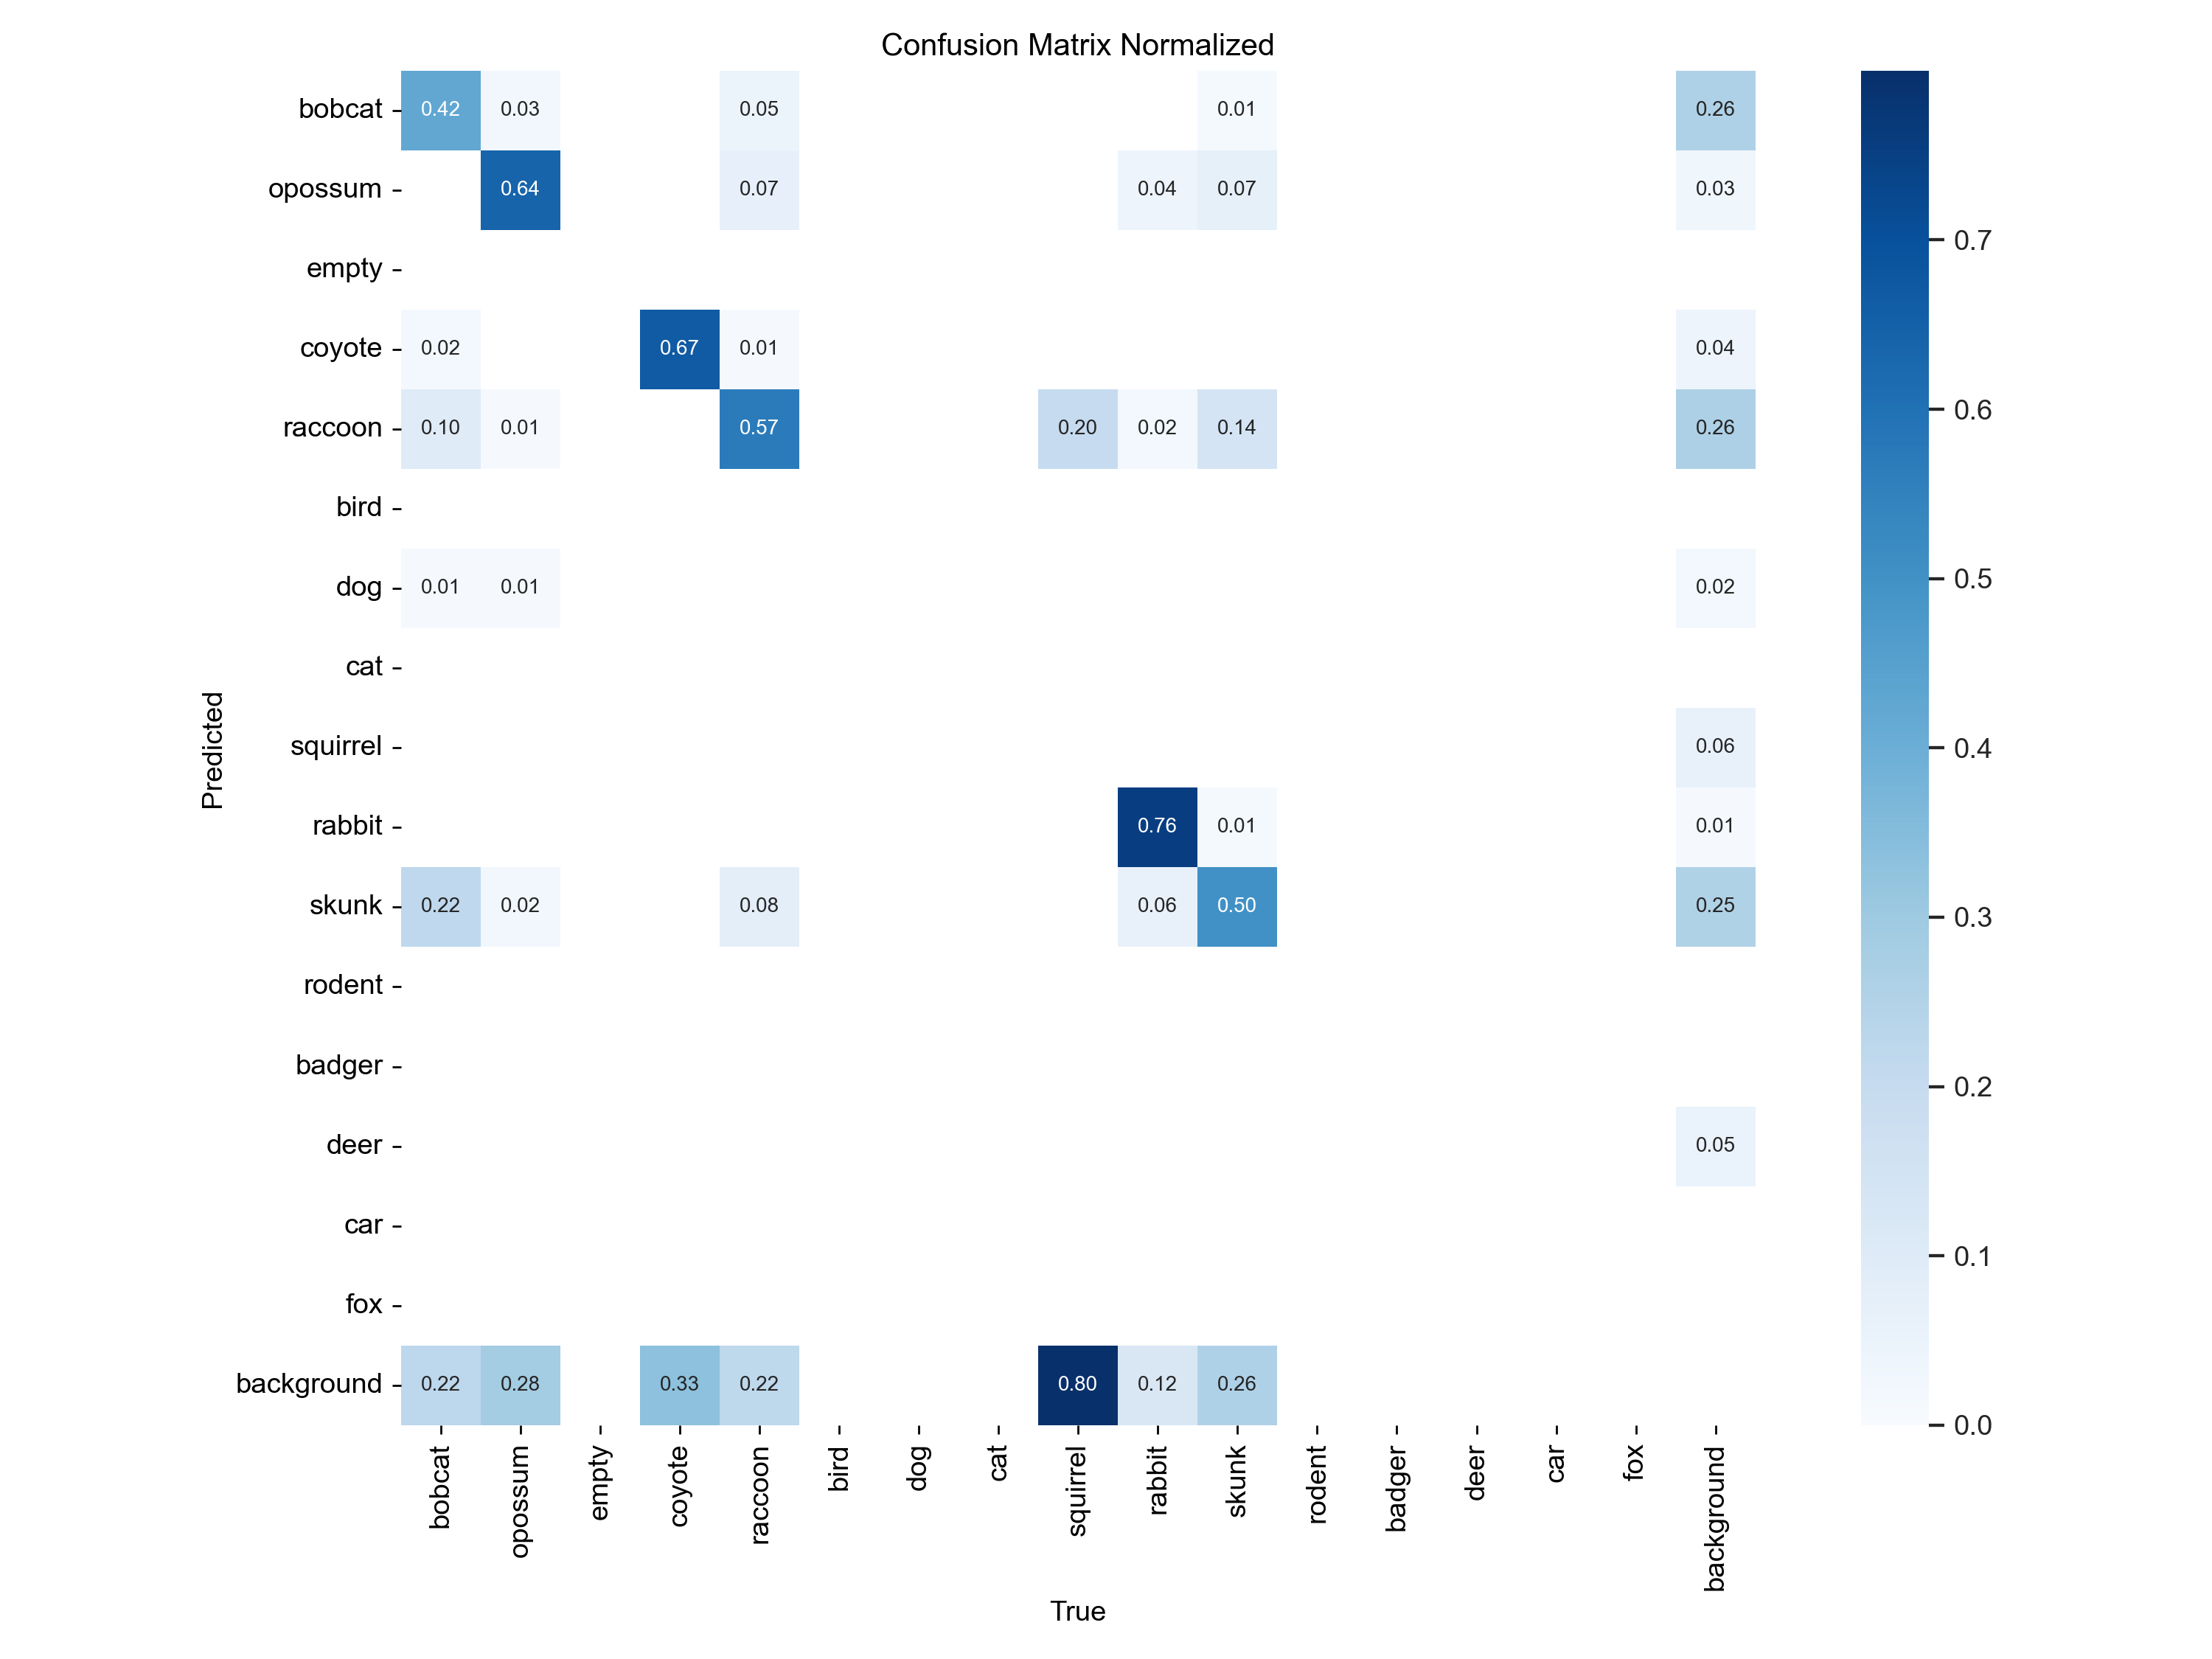 Confusion Matrix Normalized
bobcat 0.42 0.03 0.05 0.01 0.26
opossum 0.64 0.07 0.04 0.07 0.03
0.7
empty
coyote 0.02 0.67 0.01 0.04
0.6
raccoon 0.10 0.01 0.57 0.20 0.02 0.14 0.26
bird
0.5
dog 0.01 0.01 0.02
cat
0.4
squirrel 0.06
Predicted
rabbit 0.76 0.01 0.01
skunk 0.22 0.02 0.08 0.06 0.50 0.25
0.3
rodent
badger
0.2
deer 0.05
car
0.1
fox
background 0.22 0.28 0.33 0.22 0.80 0.12 0.26
0.0
bobcat opossum empty coyote raccoon bird dog cat squirrel rabbit skunk rodent badger deer car fox background
True